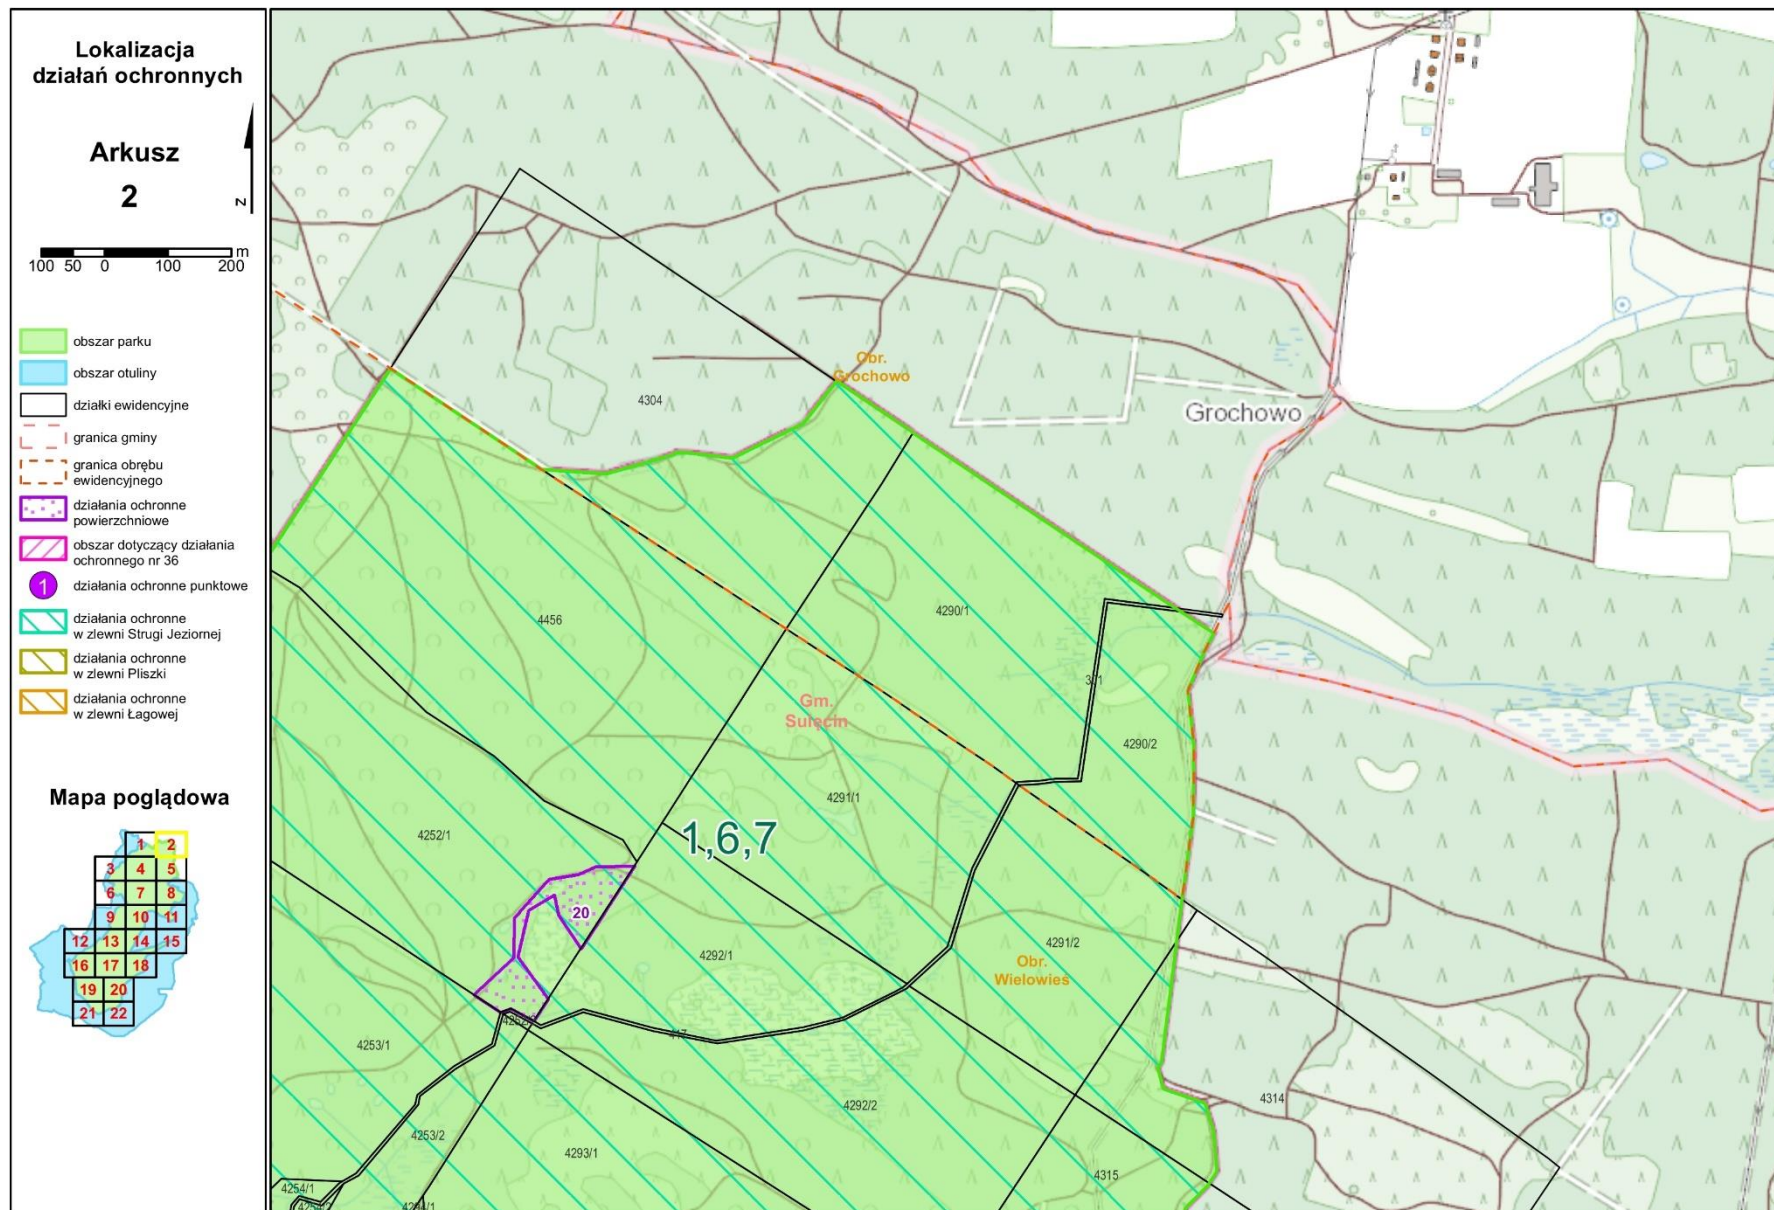 Lokalizacja
działań ochronnych
Arkusz
2
N
m
100 50 0 100 200
obszar parku
obszar otuliny
działki ewidencyjne
granica gminy
granica obrębu
ewidencyjnego
działania ochronne
powierzchniowe
obszar dotyczący działania
ochronnego nr 36
1 działania ochronne punktowe
działania ochronne
w zlewni Strugi Jeziornej
działania ochronne
w zlewni Pliszki
działania ochronne
w zlewni Łagowej
Mapa poglądowa
1 2
3 4 5
6 7 8
9 10 11
12 13 14 15
16 17 18
19 20
21 22
Obr.
Grochowo
4304
Grochowo
4456
4290/1
Gm.
Sulęcin
4290/2
4291/1
4252/1
1,6,7
20
4292/1
4291/2
Obr.
Wielowieś
4253/1
417
4292/2
4314
4253/2
4293/1
4315
4254/1